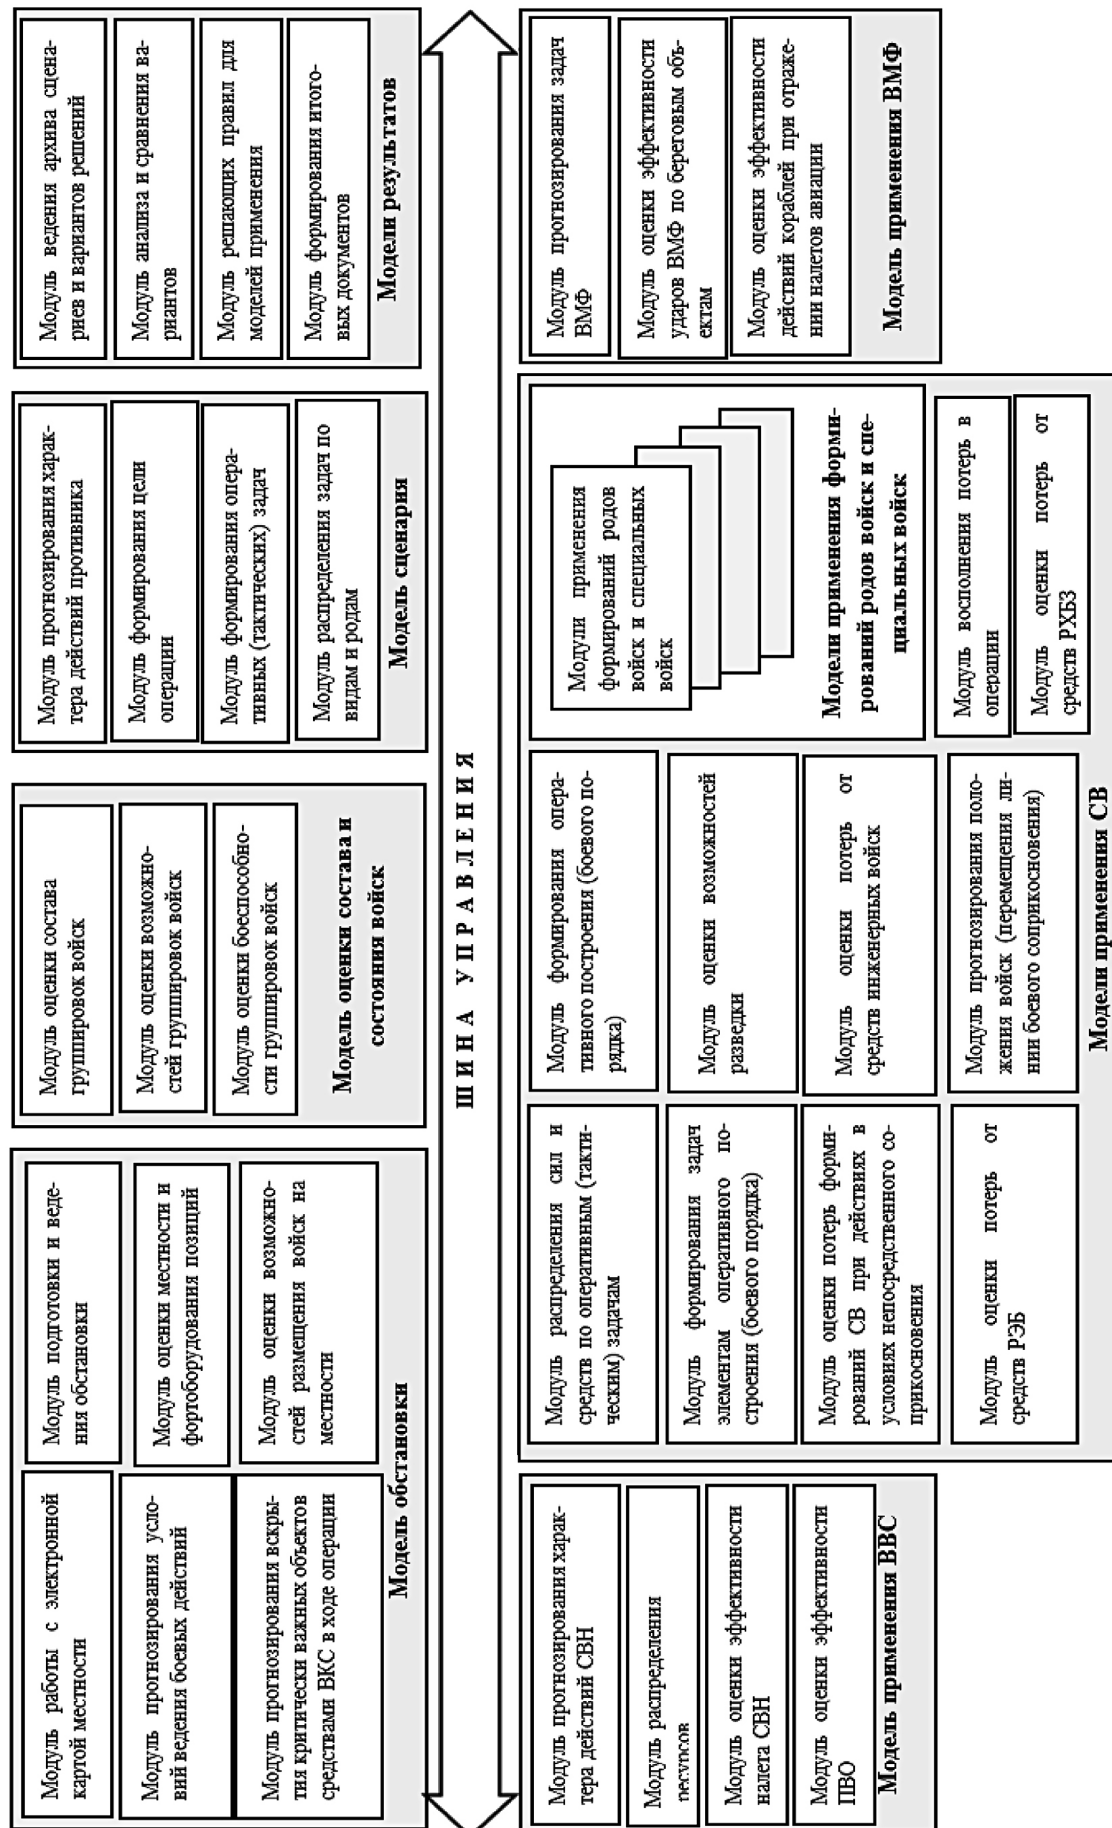 Модуль работы с электронной
картой местности
Модуль прогнозирования усло-
вий ведения боевых действий
Модуль прогнозирования вскры-
тия критически важных объектов
средствами ВКС в ходе операции
Модуль подготовки и веде-
ния обстановки
Модуль оценки местности и
фортоборудования позиций
Модуль оценки возможно-
стей размещения войск на
местности
Модель обстановки
Модуль оценки состава
группировок войск
Модуль оценки возможно-
стей группировок войск
Модуль оценки боеспособно-
сти группировок войск
Модель оценки состава и
состояния войск
Модуль прогнозирования харак-
тера действий противника
Модуль формирования цели
операции
Модуль формирования опера-
тивных (тактических) задач
Модуль распределения задач по
видам и родам
Модель сценария
Модуль ведения архива сцена-
риев и вариантов решений
Модуль анализа и сравнения ва-
риантов
Модуль решающих правил для
моделей применения
Модуль формирования итого-
вых документов
Модели результатов
ШИНА УПРАВЛЕНИЯ
Модуль прогнозирования харак-
тера действий СВН
Модуль распределения
ресурсов
Модуль оценки эффективности
налета СВН
Модуль оценки эффективности
ПВО
Модель применения ВВС
Модуль распределения сил и
средств по оперативным (такти-
ческим) задачам
Модуль формирования задач
элементам оперативного по-
строения (боевого порядка)
Модуль оценки потерь форми-
рований СВ при действиях в
условиях непосредственного со-
прикосновения
Модуль оценки потерь от
средств РЭБ
Модуль формирования опера-
тивного построения (боевого по-
рядка)
Модуль оценки возможностей
разведки
Модуль оценки потерь от
средств инженерных войск
Модуль прогнозирования поло-
жения войск (перемещения ли-
нии боевого соприкосновения)
Модули применения
формирований родов
войск и специальных
войск
Модели применения форми-
рований родов войск и спе-
циальных войск
Модуль восполнения потерь в
операции
Модуль оценки потерь от
средств РХБЗ
Модели применения СВ
Модуль прогнозирования задач
ВМФ
Модуль оценки эффективности
ударов ВМФ по береговым объ-
ектам
Модуль оценки эффективности
действий кораблей при отраже-
нии налетов авиации
Модель применения ВМФ